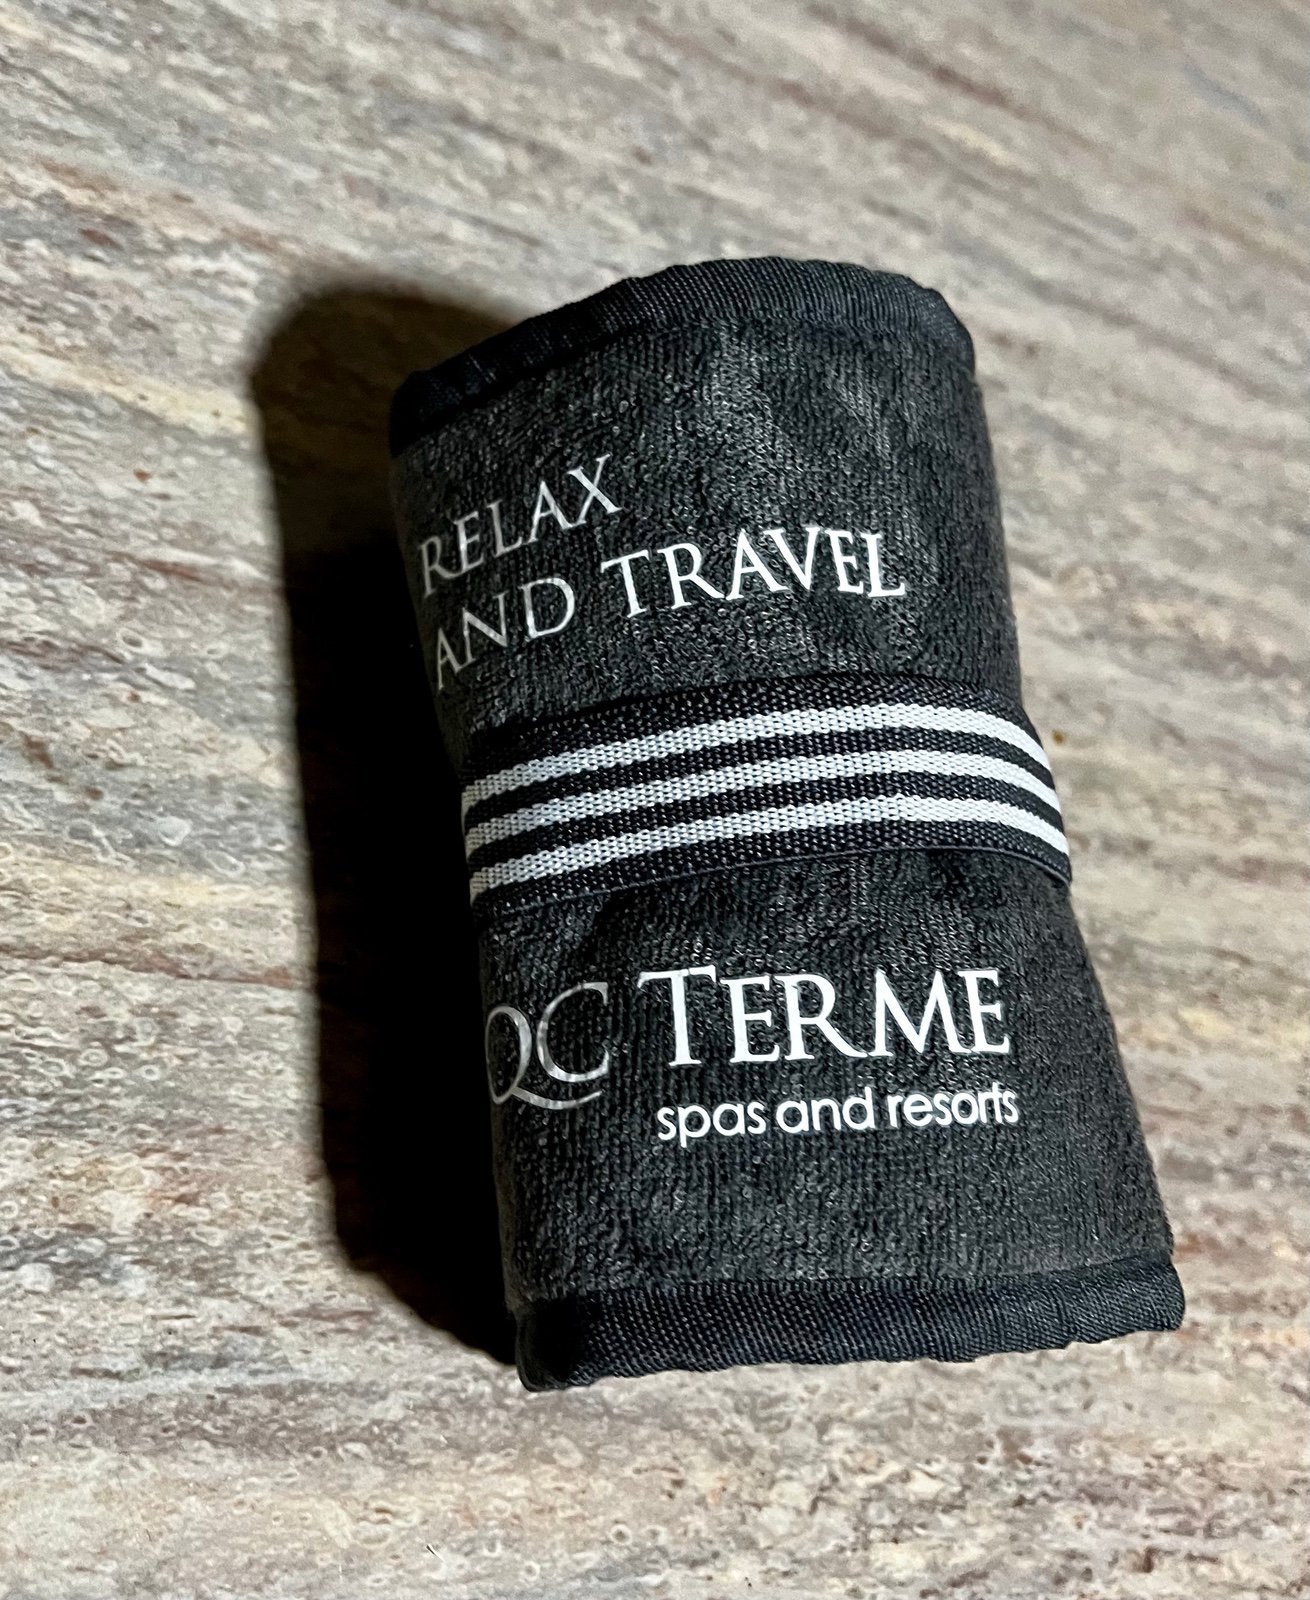 RELAX
AND TRAVEL
QC TERME
spas and resorts